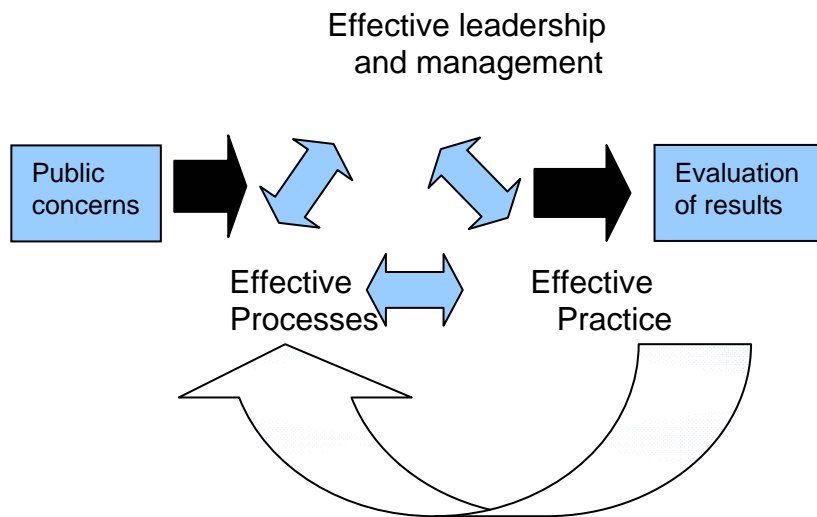 Effective leadership
and management
Public
concerns
Evaluation
of results
Effective
Processes
Effective
Practice